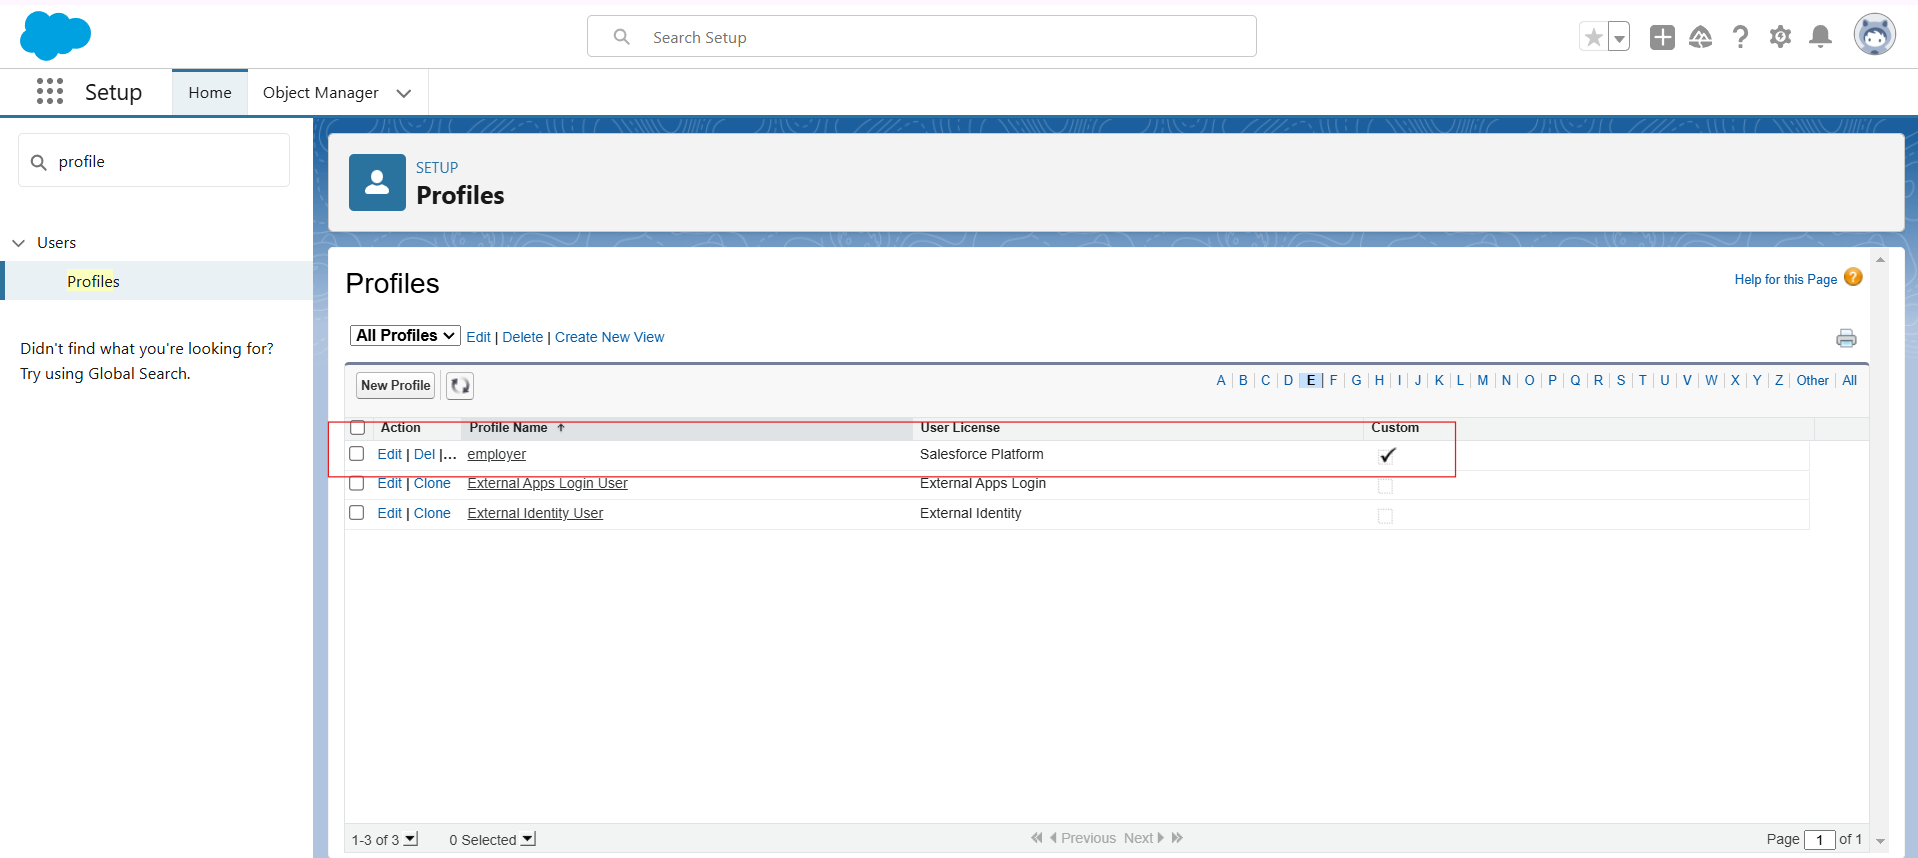 Search Setup
Setup
Home
Object Manager
profile
Users
Profiles
Didn't find what you're looking for?
Try using Global Search.
SETUP
Profiles
Profiles
Help for this Page
?
All Profiles
Edit | Delete | Create New View
New Profile
A | B | C | D | E | F | G | H | I | J | K | L | M | N | O | P | Q | R | S | T | U | V | W | X | Y | Z | Other | All
Action Profile Name User License Custom
Edit | Del |... employer Salesforce Platform
Edit | Clone External Apps Login User External Apps Login
Edit | Clone External Identity User External Identity
1-3 of 3 0 Selected Previous Next Page 1 of 1